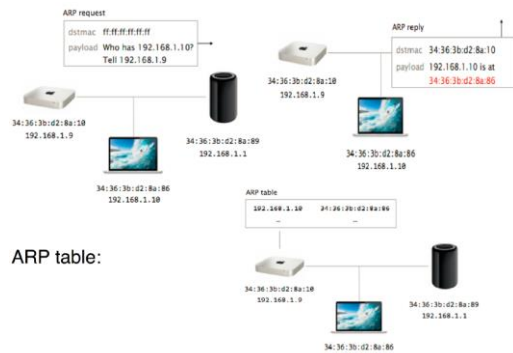 ARP request
dstmac ff:ff:ff:ff:ff:ff
payload Who has 192.168.1.10?
Tell 192.168.1.9
34:36:3b:d2:8a:10
192.168.1.9
34:36:3b:d2:8a:89
192.168.1.1
34:36:3b:d2:8a:86
192.168.1.10
ARP reply
dstmac 34:36:3b:d2:8a:10
payload 192.168.1.10 is at
34:36:3b:d2:8a:86
34:36:3b:d2:8a:10
192.168.1.9
34:36:3b:d2:8a:86
192.168.1.10
ARP table:
ARP table
192.168.1.10 34:36:3b:d2:8a:86
… …
34:36:3b:d2:8a:10
192.168.1.9
34:36:3b:d2:8a:89
192.168.1.1
34:36:3b:d2:8a:86